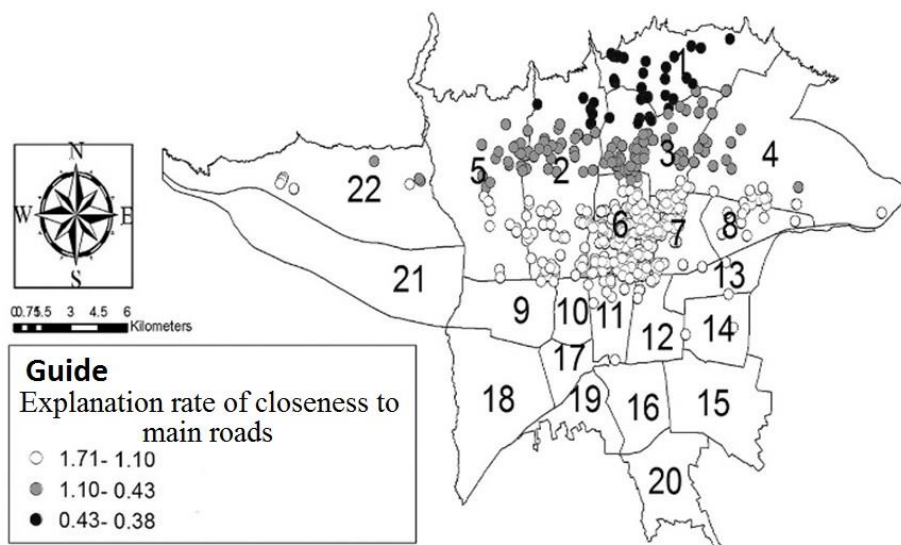 1
3
4
5
2
22
6
7
8
21
13
9
10
11
12
14
17
18
19
16
15
20
N
W
E
S
0 0.75 1.5 3 4.5 6
Kilometers
Guide
Explanation rate of closeness to
main roads
1.71- 1.10
1.10- 0.43
0.43- 0.38